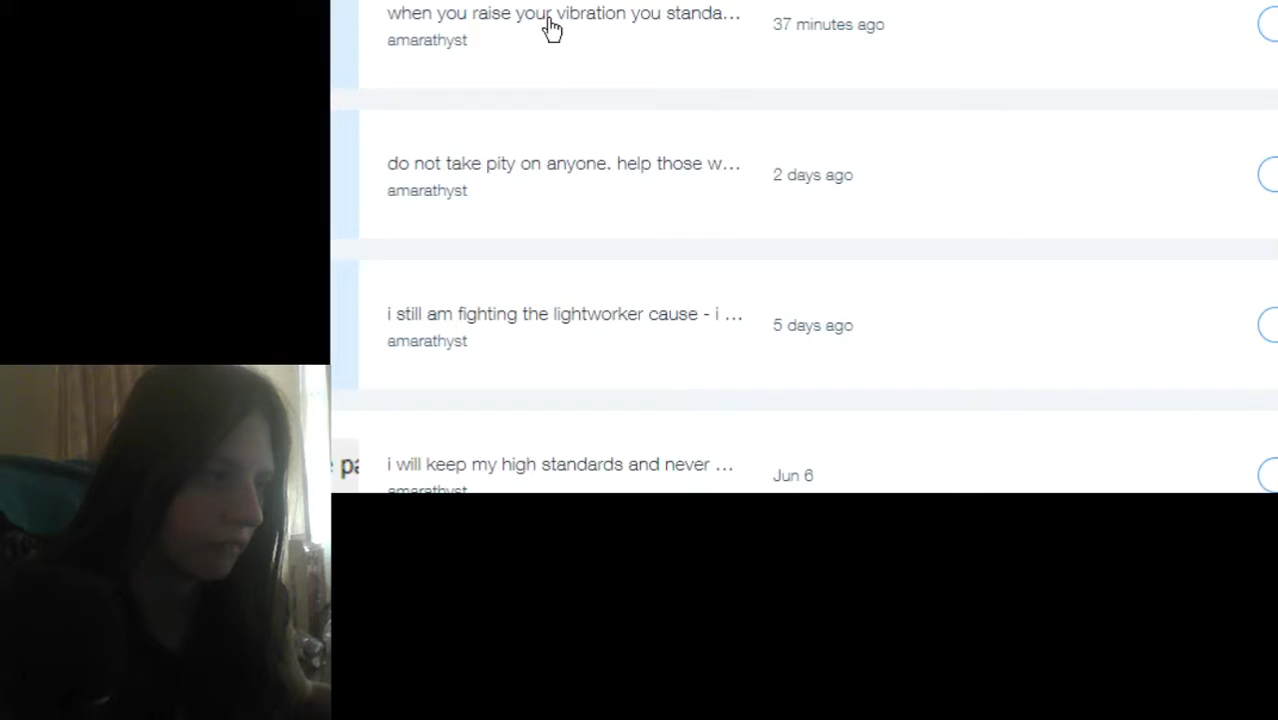 when you raise your vibration you standa...
amarathyst
37 minutes ago
do not take pity on anyone. help those w...
amarathyst
2 days ago
i still am fighting the lightworker cause - i ...
amarathyst
5 days ago
pa
i will keep my high standards and never ...
amarathyst
Jun 6